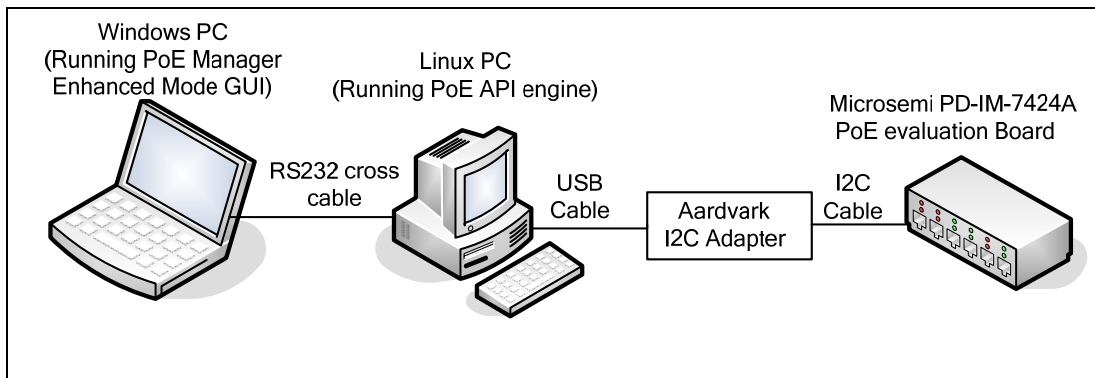 Windows PC
(Running PoE Manager
Enhanced Mode GUI)
Linux PC
(Running PoE API engine)
Microsemi PD-IM-7424A
PoE evaluation Board
RS232 cross
cable
USB
Cable
Aardvark
I2C Adapter
I2C
Cable